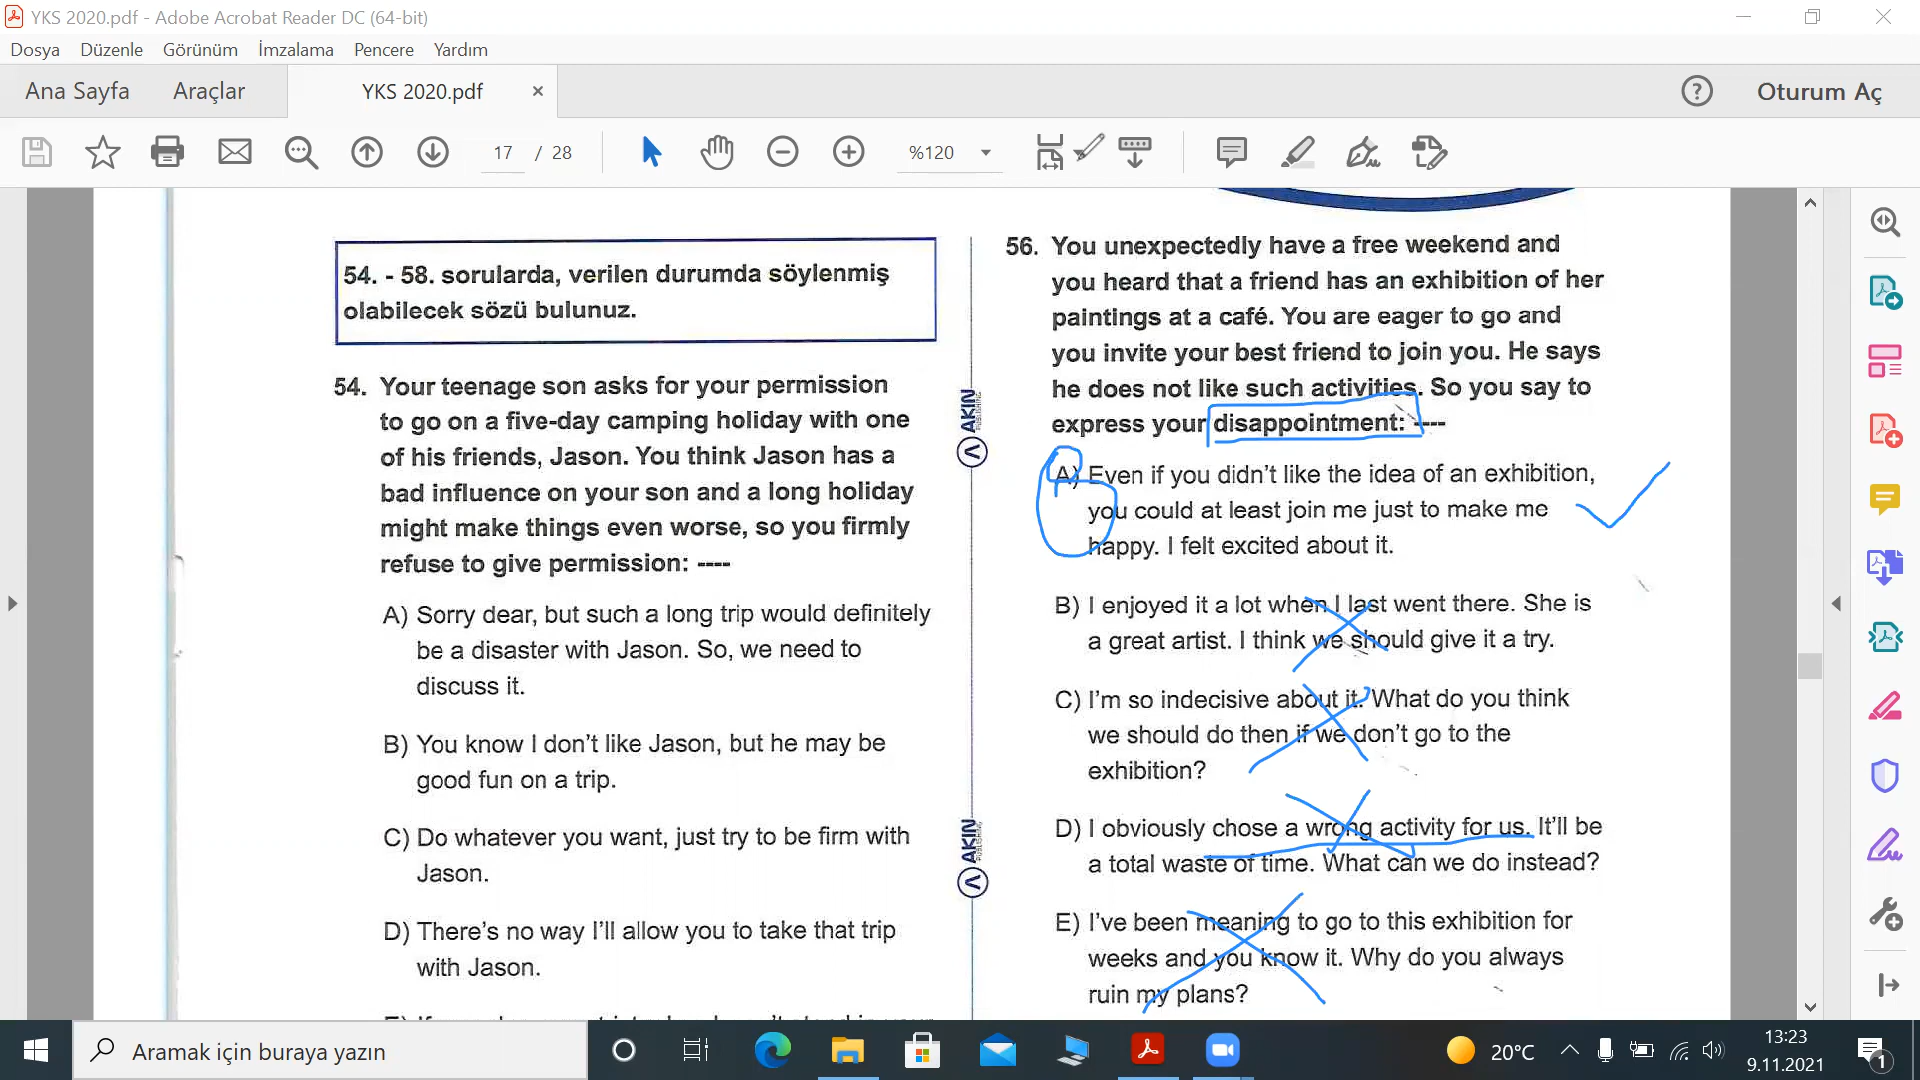 YKS 2020.pdf - Adobe Acrobat Reader DC (64-bit)
Dosya Düzenle Görünüm İmzalama Pencere Yardım
Ana Sayfa Araçlar YKS 2020.pdf × ? Oturum Aç
17 / 28 %120
54. - 58. sorularda, verilen durumda söylenmiş
olabilecek sözü bulunuz.
54. Your teenage son asks for your permission
to go on a five-day camping holiday with one
of his friends, Jason. You think Jason has a
bad influence on your son and a long holiday
might make things even worse, so you firmly
refuse to give permission: ----
A) Sorry dear, but such a long trip would definitely
be a disaster with Jason. So, we need to
discuss it.
B) You know I don't like Jason, but he may be
good fun on a trip.
C) Do whatever you want, just try to be firm with
Jason.
D) There's no way I'll allow you to take that trip
with Jason.
AKIN
PUBLISHING
AKIN
PUBLISHING
56. You unexpectedly have a free weekend and
you heard that a friend has an exhibition of her
paintings at a café. You are eager to go and
you invite your best friend to join you. He says
he does not like such activities. So you say to
express your disappointment: ----
A) Even if you didn't like the idea of an exhibition,
you could at least join me just to make me
happy. I felt excited about it.
B) I enjoyed it a lot when I last went there. She is
a great artist. I think we should give it a try.
C) I'm so indecisive about it. What do you think
we should do then if we don't go to the
exhibition?
D) I obviously chose a wrong activity for us. It'll be
a total waste of time. What can we do instead?
E) I've been meaning to go to this exhibition for
weeks and you know it. Why do you always
ruin my plans?
Aramak için buraya yazın
20°C
13:23
9.11.2021
1